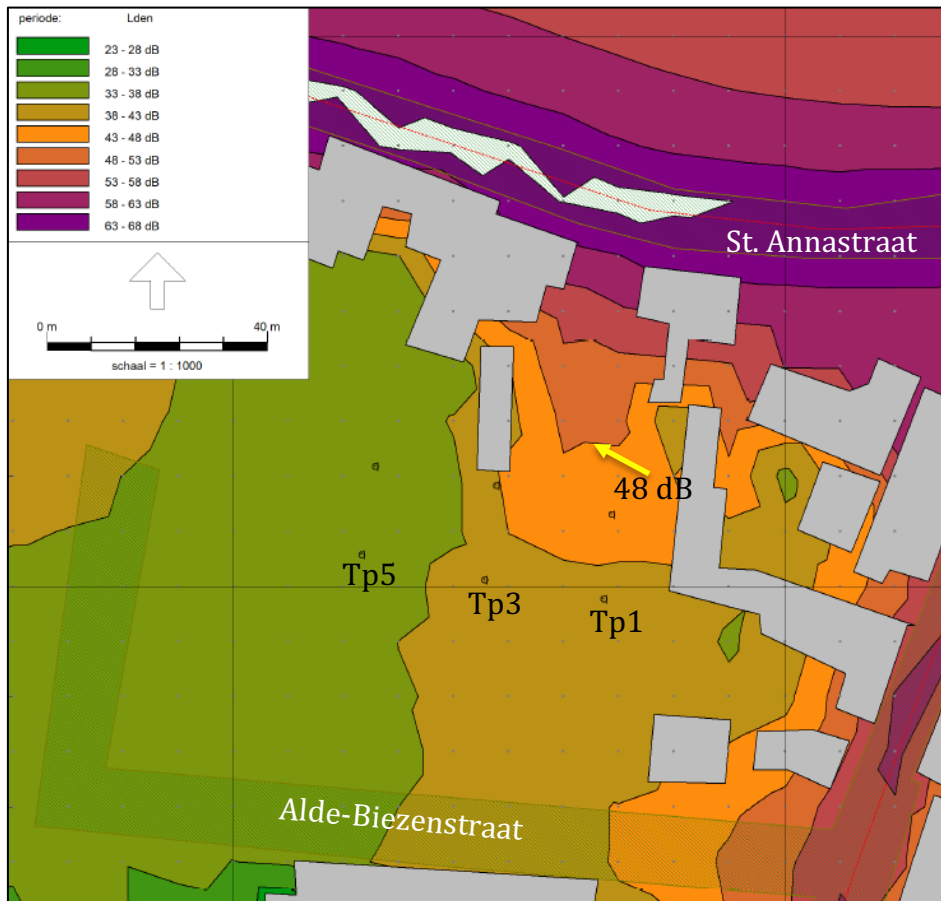 periode: Lden
23 - 28 dB
28 - 33 dB
33 - 38 dB
38 - 43 dB
43 - 48 dB
48 - 53 dB
53 - 58 dB
58 - 63 dB
63 - 68 dB
0 m 40 m
schaal = 1 : 1000
St. Annastraat
48 dB
Tp5
Tp3
Tp1
Alde-Biezenstraat